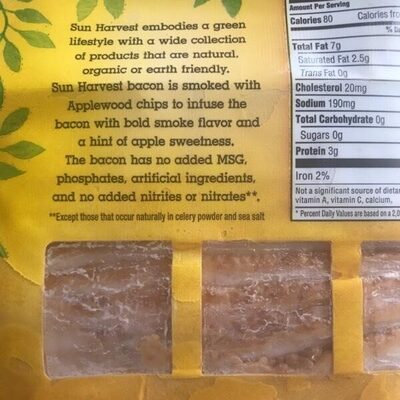 Sun Harvest embodies a green
lifestyle with a wide collection
of products that are natural,
organic or earth friendly.
Sun Harvest bacon is smoked with
Applewood chips to infuse the
bacon with bold smoke flavor and
a hint of apple sweetness.
The bacon has no added MSG,
phosphates, artificial ingredients,
and no added nitrites or nitrates**.
**Except those that occur naturally in celery powder and sea salt
Amount Per Serving
Calories 80 Calories fro
% Da
Total Fat 7g
Saturated Fat 2.5g
Trans Fat 0g
Cholesterol 20mg
Sodium 190mg
Total Carbohydrate 0g
Sugars 0g
Protein 3g
Iron 2%
Not a significant source of dietar
vitamin A, vitamin C, calcium,
* Percent Daily Values are based on a 2,0